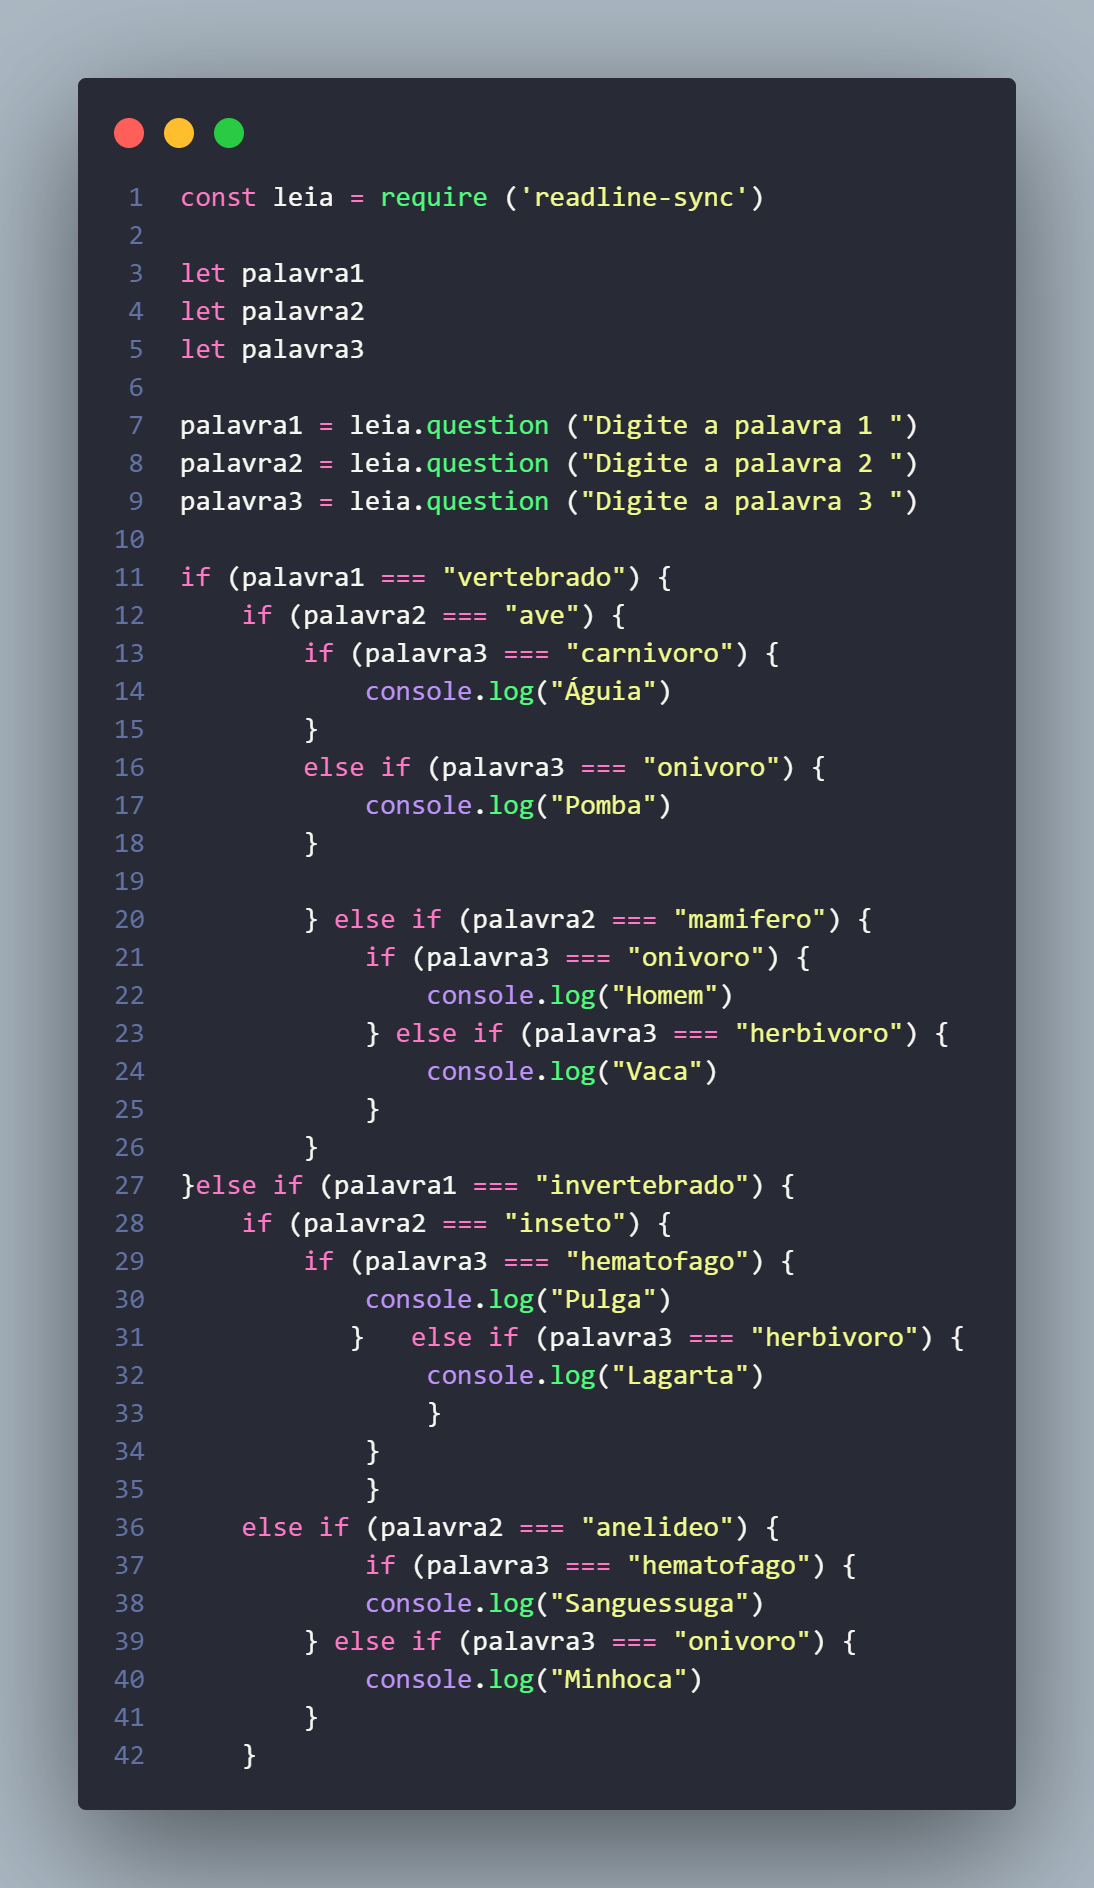 1 const leia = require ('readline-sync')
2
3 let palavra1
4 let palavra2
5 let palavra3
6
7 palavra1 = leia.question ("Digite a palavra 1 ")
8 palavra2 = leia.question ("Digite a palavra 2 ")
9 palavra3 = leia.question ("Digite a palavra 3 ")
10
11 if (palavra1 === "vertebrado") {
12     if (palavra2 === "ave") {
13         if (palavra3 === "carnivoro") {
14             console.log("Águia")
15         }
16         else if (palavra3 === "onivoro") {
17             console.log("Pomba")
18         }
19
20         } else if (palavra2 === "mamifero") {
21             if (palavra3 === "onivoro") {
22                 console.log("Homem")
23             } else if (palavra3 === "herbivoro") {
24                 console.log("Vaca")
25             }
26         }
27 }else if (palavra1 === "invertebrado") {
28     if (palavra2 === "inseto") {
29         if (palavra3 === "hematofago") {
30             console.log("Pulga")
31            }   else if (palavra3 === "herbivoro") {
32                 console.log("Lagarta")
33                 }
34             }
35             }
36     else if (palavra2 === "anelideo") {
37             if (palavra3 === "hematofago") {
38             console.log("Sanguessuga")
39         } else if (palavra3 === "onivoro") {
40             console.log("Minhoca")
41         }
42     }